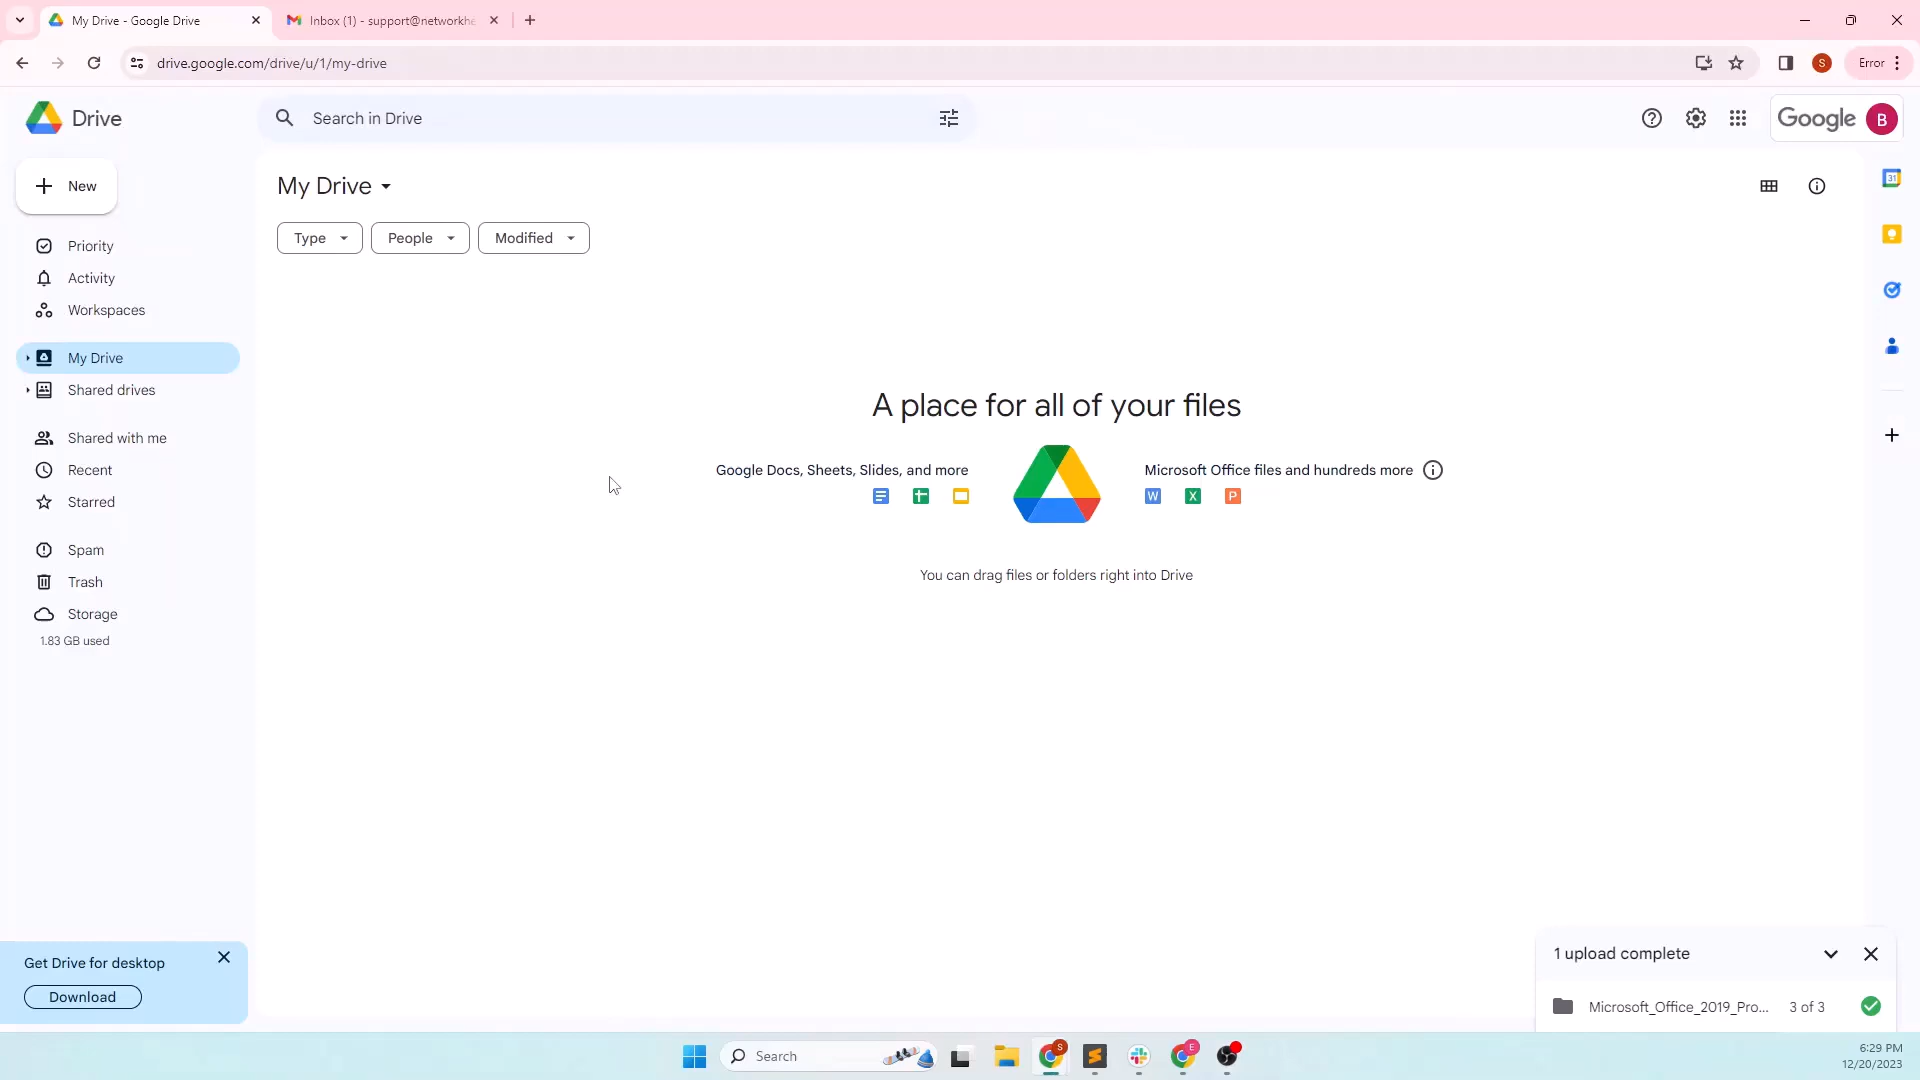 My Drive - Google Drive
Inbox (1) - support@networkhe
drive.google.com/drive/u/1/my-drive
S
Error
Drive
Search in Drive
Google
B
New
My Drive
31
Type
People
Modified
Priority
Activity
Workspaces
My Drive
Shared drives
Shared with me
Recent
Starred
Spam
Trash
Storage
1.83 GB used
A place for all of your files
Google Docs, Sheets, Slides, and more
Microsoft Office files and hundreds more
W X P
You can drag files or folders right into Drive
Get Drive for desktop
Download
1 upload complete
Microsoft_Office_2019_Pro... 3 of 3
Search
S
E
6:29 PM
12/20/2023